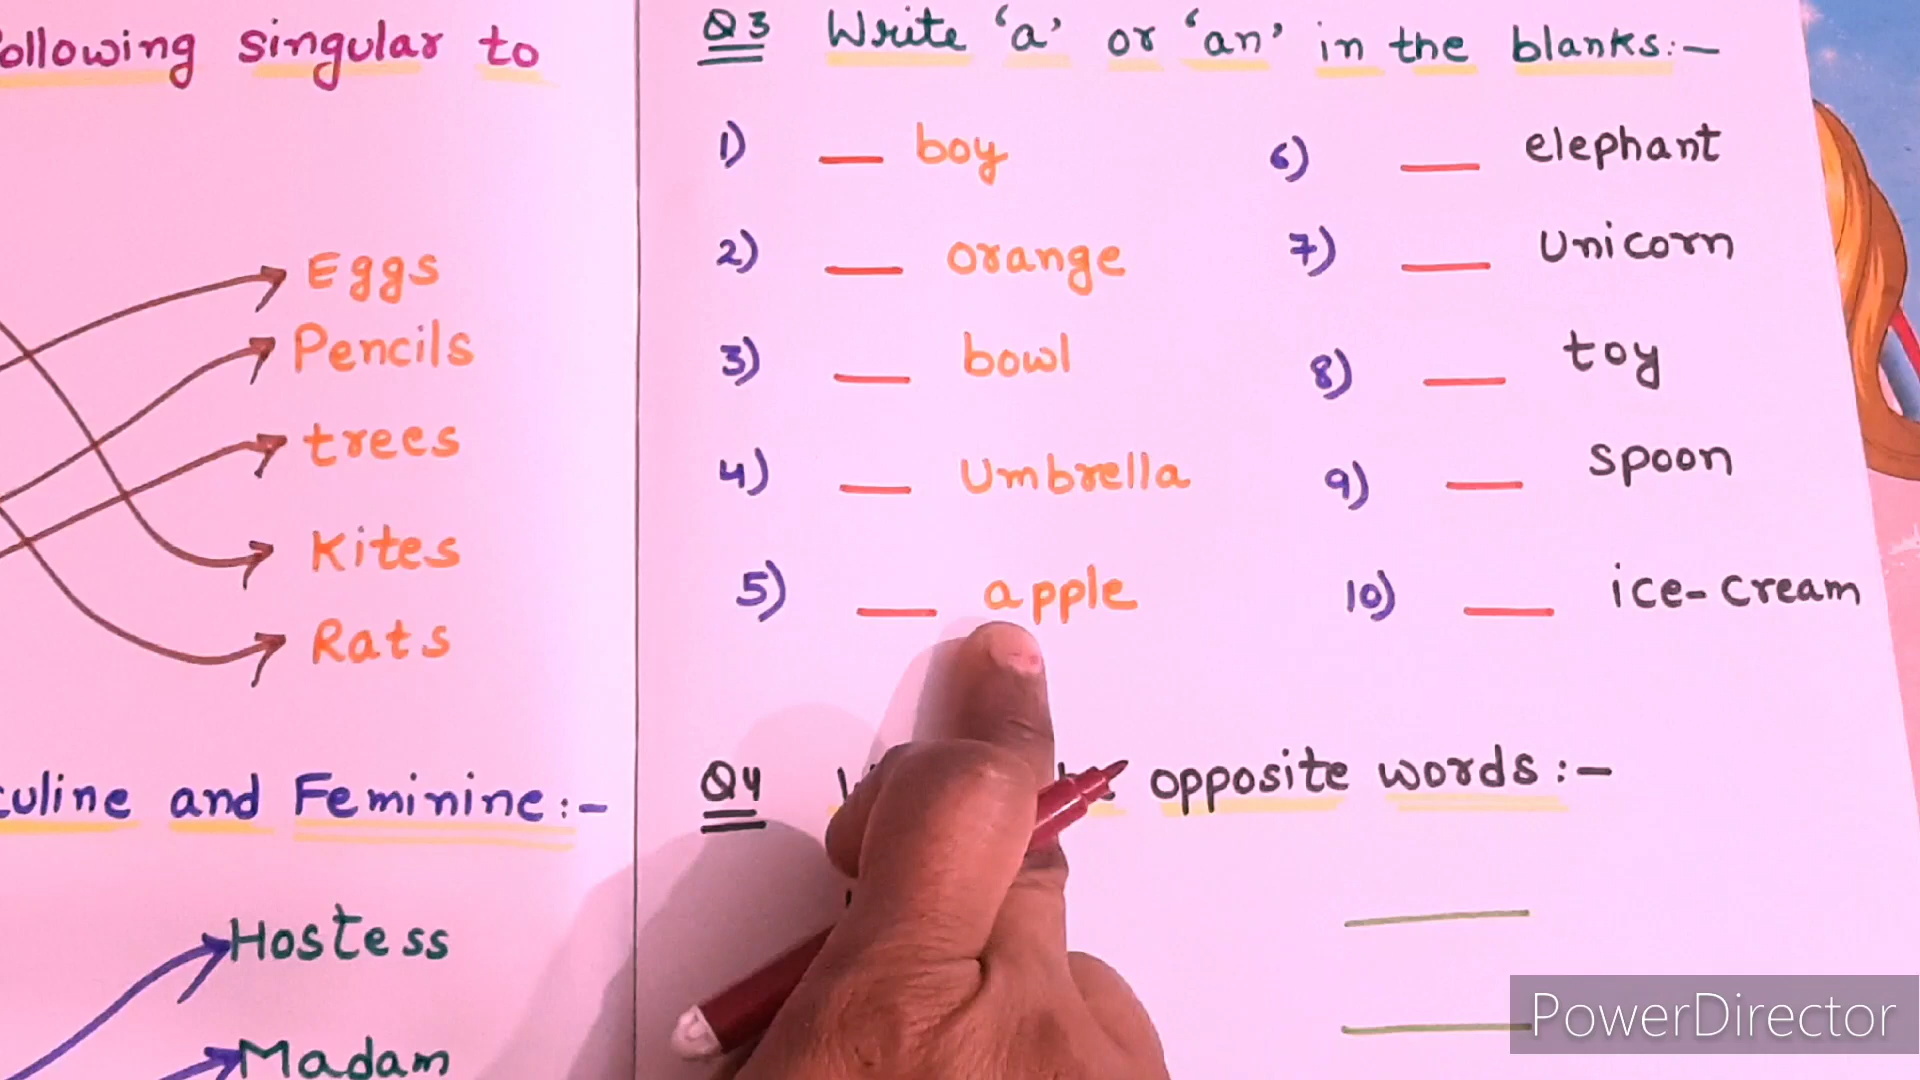 ollowing singular to
Eggs
Pencils
trees
Kites
Rats
culine and Feminine:-
Hostess
Madam
Q3 Write 'a' or 'an' in the blanks:-
1) __ boy
2) __ orange
3) __ bowl
4) __ Umbrella
5) __ apple
6) __ elephant
7) __ Unicorn
8) __ toy
9) __ spoon
10) __ ice-cream
Q4 opposite words:-
PowerDirector